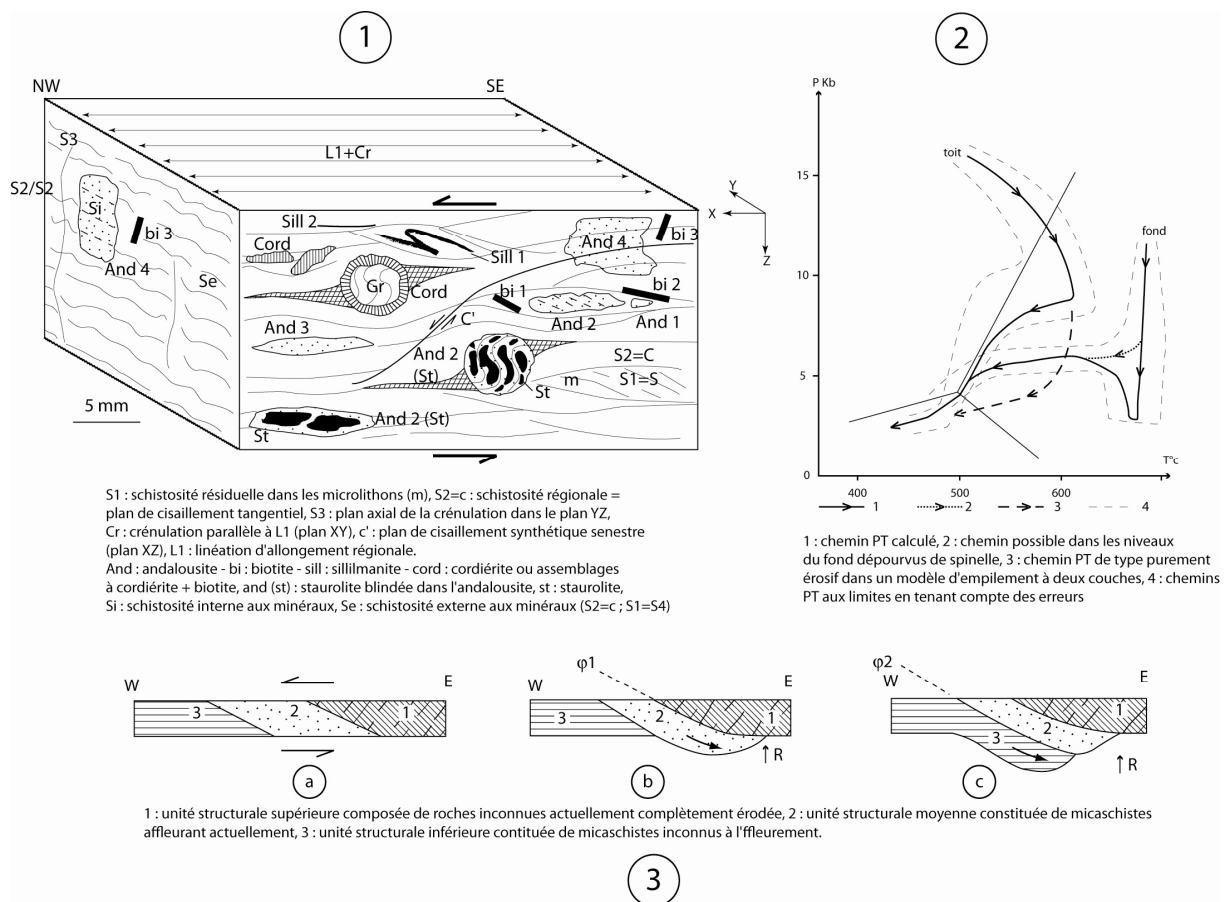 1
2
NW
SE
S3
L1+Cr
S2/S2
Si
bi 3
And 4
Se
Sill 2
Cord
Sill 1
And 4
bi 3
Gr
Cord
bi 1
bi 2
C'
And 2
And 1
And 3
And 2
(St)
S2=C
m
S1=S
St
And 2 (St)
St
5 mm
Y
X
Z
P Kb
toit
fond
15
10
5
0
T°c
400
500
600
1
2
3
4
S1 : schistosité résiduelle dans les microlithons (m), S2=c : schistosité régionale =
plan de cisaillement tangentiel, S3 : plan axial de la crénulation dans le plan YZ,
Cr : crénulation parallèle à L1 (plan XY), c' : plan de cisaillement synthétique senestre
(plan XZ), L1 : linéation d'allongement régionale.
And : andalousite - bi : biotite - sill : sillilmanite - cord : cordiérite ou assemblages
à cordiérite + biotite, and (st) : staurolite blindée dans l'andalousite, st : staurolite,
Si : schistosité interne aux minéraux, Se : schistosité externe aux minéraux (S2=c ; S1=S4)
1 : chemin PT calculé, 2 : chemin possible dans les niveaux
du fond dépourvus de spinelle, 3 : chemin PT de type purement
érosif dans un modèle d'empilement à deux couches, 4 : chemins
PT aux limites en tenant compte des erreurs
W
E
3
2
1
a
φ1
W
E
3
2
1
R
b
φ2
W
E
3
2
1
R
c
1 : unité structurale supérieure composée de roches inconnues actuellement complètement érodée, 2 : unité structurale moyenne constituée de micaschistes
affleurant actuellement, 3 : unité structurale inférieure contituée de micaschistes inconnus à l'ffleurement.
3